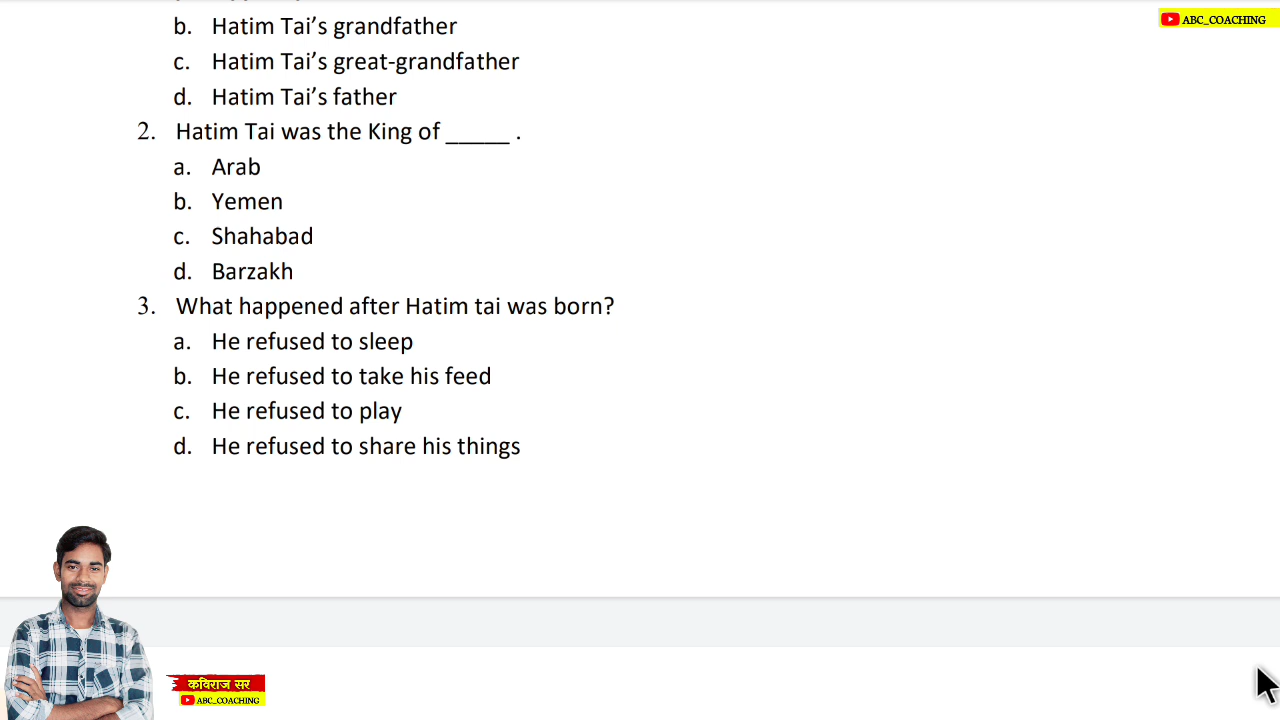 b. Hatim Tai’s grandfather
ABC_COACHING
c. Hatim Tai’s great-grandfather
d. Hatim Tai’s father
2. Hatim Tai was the King of _____ .
a. Arab
b. Yemen
c. Shahabad
d. Barzakh
3. What happened after Hatim tai was born?
a. He refused to sleep
b. He refused to take his feed
c. He refused to play
d. He refused to share his things
कविराज सर
ABC_COACHING